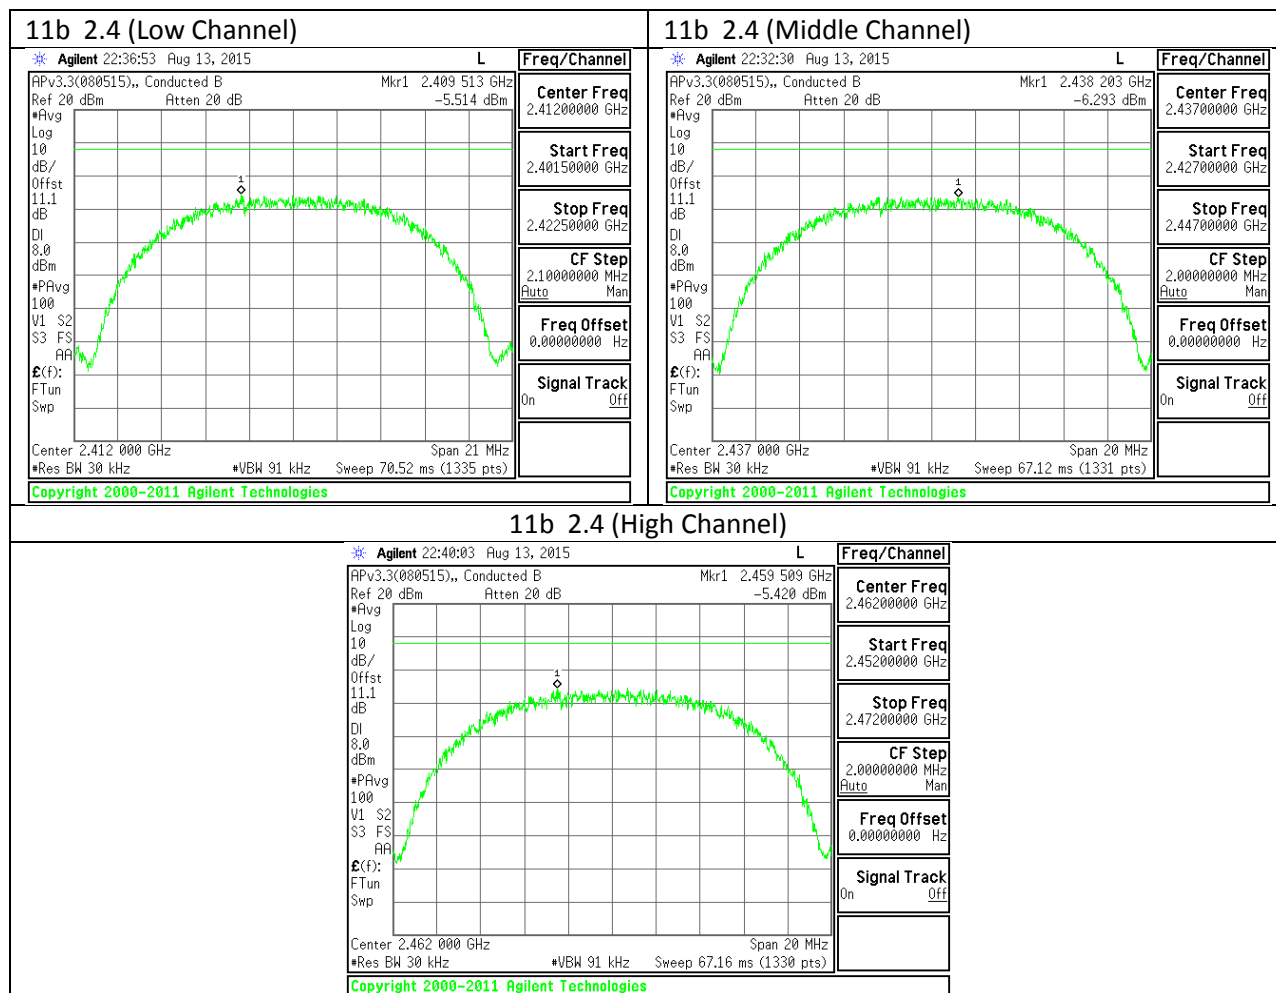 11b 2.4 (Low Channel)
Agilent 22:36:53 Aug 13, 2015 L
APv3.3(080515),, Conducted B Mkr1 2.409 513 GHz
Ref 20 dBm Atten 20 dB -5.514 dBm
#Avg
Log
10
dB/
Offst
11.1
dB
DI
8.0
dBm
#PAvg
100
V1 S2
S3 FS
AA
£(f):
FTun
Swp
1
Center 2.412 000 GHz Span 21 MHz
#Res BW 30 kHz #VBW 91 kHz Sweep 70.52 ms (1335 pts)
Copyright 2000-2011 Agilent Technologies
Freq/Channel
Center Freq
2.41200000 GHz
Start Freq
2.40150000 GHz
Stop Freq
2.42250000 GHz
CF Step
2.10000000 MHz
Auto Man
Freq Offset
0.00000000 Hz
Signal Track
On Off
11b 2.4 (Middle Channel)
Agilent 22:32:30 Aug 13, 2015 L
APv3.3(080515),, Conducted B Mkr1 2.438 203 GHz
Ref 20 dBm Atten 20 dB -6.293 dBm
#Avg
Log
10
dB/
Offst
11.1
dB
DI
8.0
dBm
#PAvg
100
V1 S2
S3 FS
AA
£(f):
FTun
Swp
1
Center 2.437 000 GHz Span 20 MHz
#Res BW 30 kHz #VBW 91 kHz Sweep 67.12 ms (1331 pts)
Copyright 2000-2011 Agilent Technologies
Freq/Channel
Center Freq
2.43700000 GHz
Start Freq
2.42700000 GHz
Stop Freq
2.44700000 GHz
CF Step
2.00000000 MHz
Auto Man
Freq Offset
0.00000000 Hz
Signal Track
On Off
11b 2.4 (High Channel)
Agilent 22:40:03 Aug 13, 2015 L
APv3.3(080515),, Conducted B Mkr1 2.459 509 GHz
Ref 20 dBm Atten 20 dB -5.420 dBm
#Avg
Log
10
dB/
Offst
11.1
dB
DI
8.0
dBm
#PAvg
100
V1 S2
S3 FS
AA
£(f):
FTun
Swp
1
Center 2.462 000 GHz Span 20 MHz
#Res BW 30 kHz #VBW 91 kHz Sweep 67.16 ms (1330 pts)
Copyright 2000-2011 Agilent Technologies
Freq/Channel
Center Freq
2.46200000 GHz
Start Freq
2.45200000 GHz
Stop Freq
2.47200000 GHz
CF Step
2.00000000 MHz
Auto Man
Freq Offset
0.00000000 Hz
Signal Track
On Off